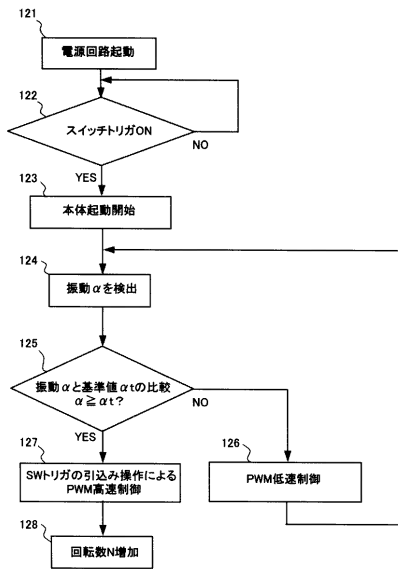 121
電源回路起動
122
スイッチトリガON
NO
YES
123
本体起動開始
124
振動αを検出
125
振動αと基準値αtの比較
α≧αt?
NO
YES
127
SWトリガの引込み操作による
PWM高速制御
126
PWM低速制御
128
回転数N増加